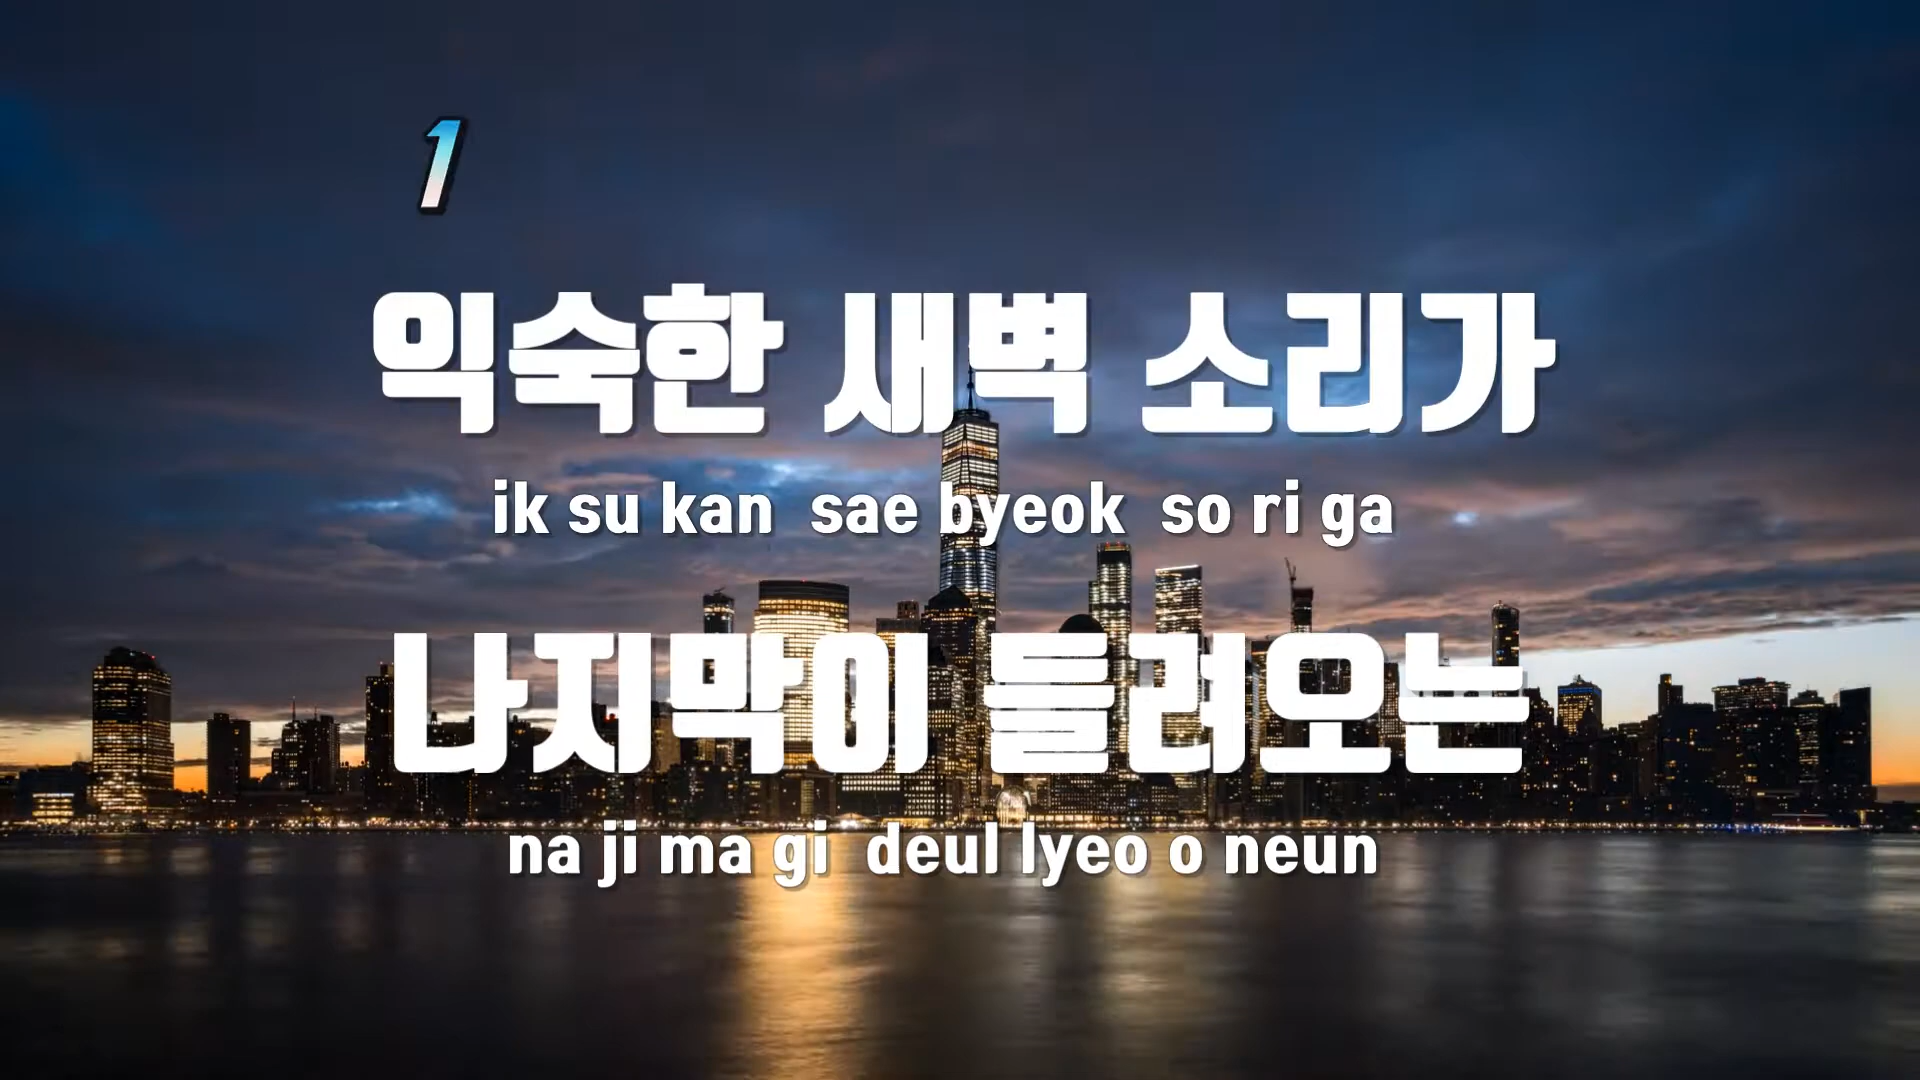 1
익숙한 새벽 소리가
ik su kan sae byeok so ri ga
나지막이 들려오는
na ji ma gi deul lyeo o neun